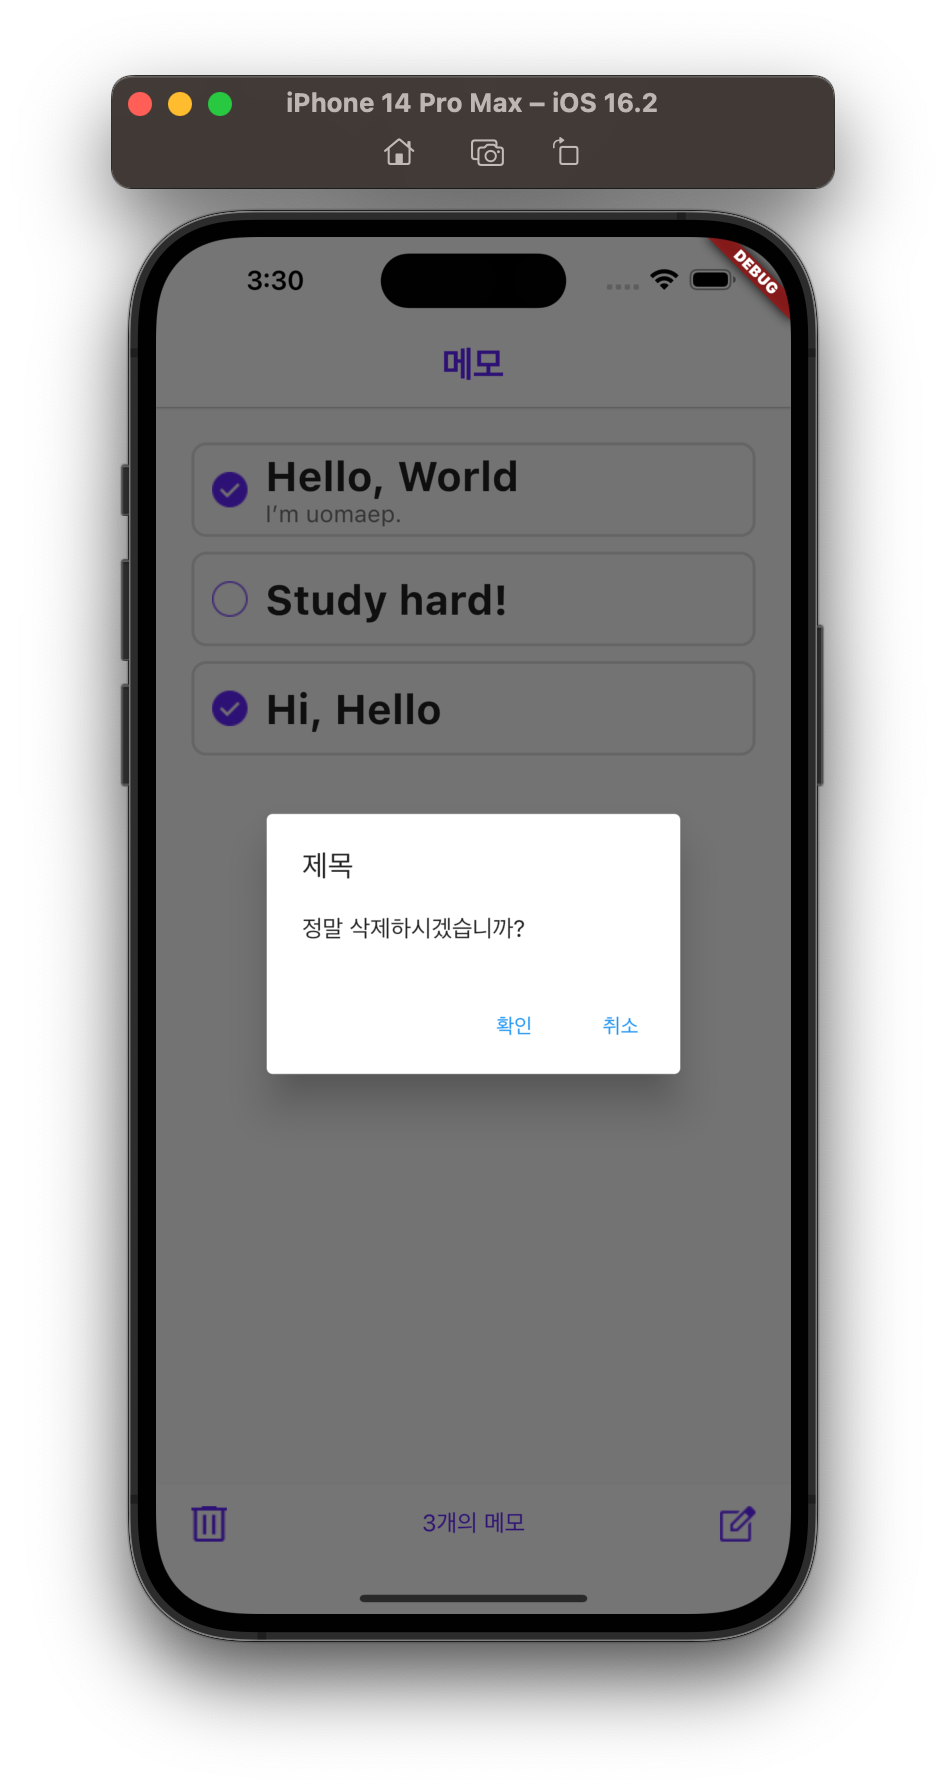 iPhone 14 Pro Max – iOS 16.2
3:30
DEBUG
메모
Hello, World
I'm uomaep.
Study hard!
Hi, Hello
제목
정말 삭제하시겠습니까?
확인 취소
3개의 메모